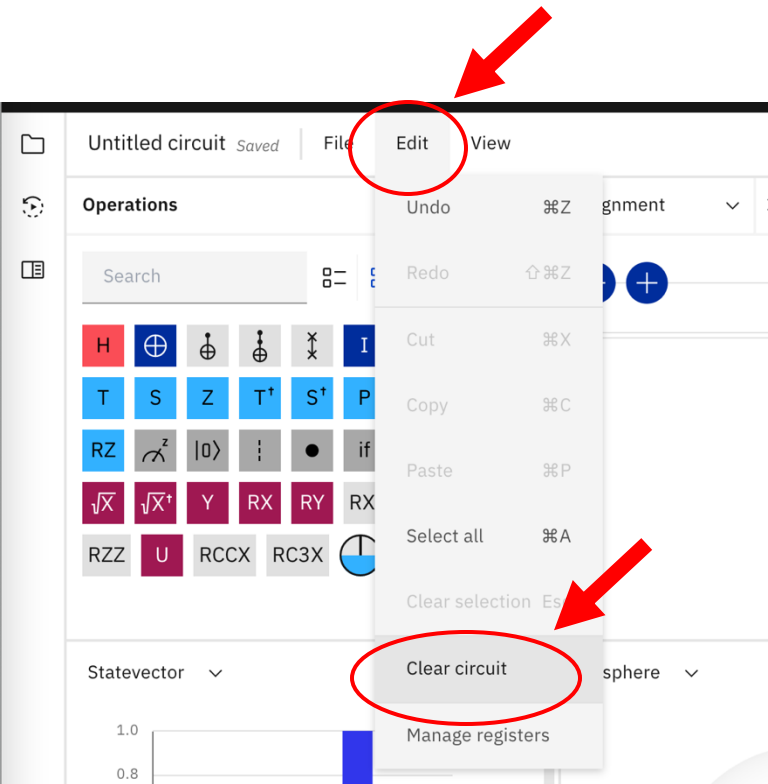 Untitled circuit Saved File Edit View
Operations
Undo ⌘Z
gnment
Search
Redo ⇧⌘Z
H I
Cut ⌘X
T S Z T† S† P
Copy ⌘C
RZ z |0⟩ if
Paste ⌘P
√X √X† Y RX RY RX
Select all ⌘A
RZZ U RCCX RC3X
Clear selection Es
Statevector
Clear circuit
sphere
Manage registers
1.0
0.8